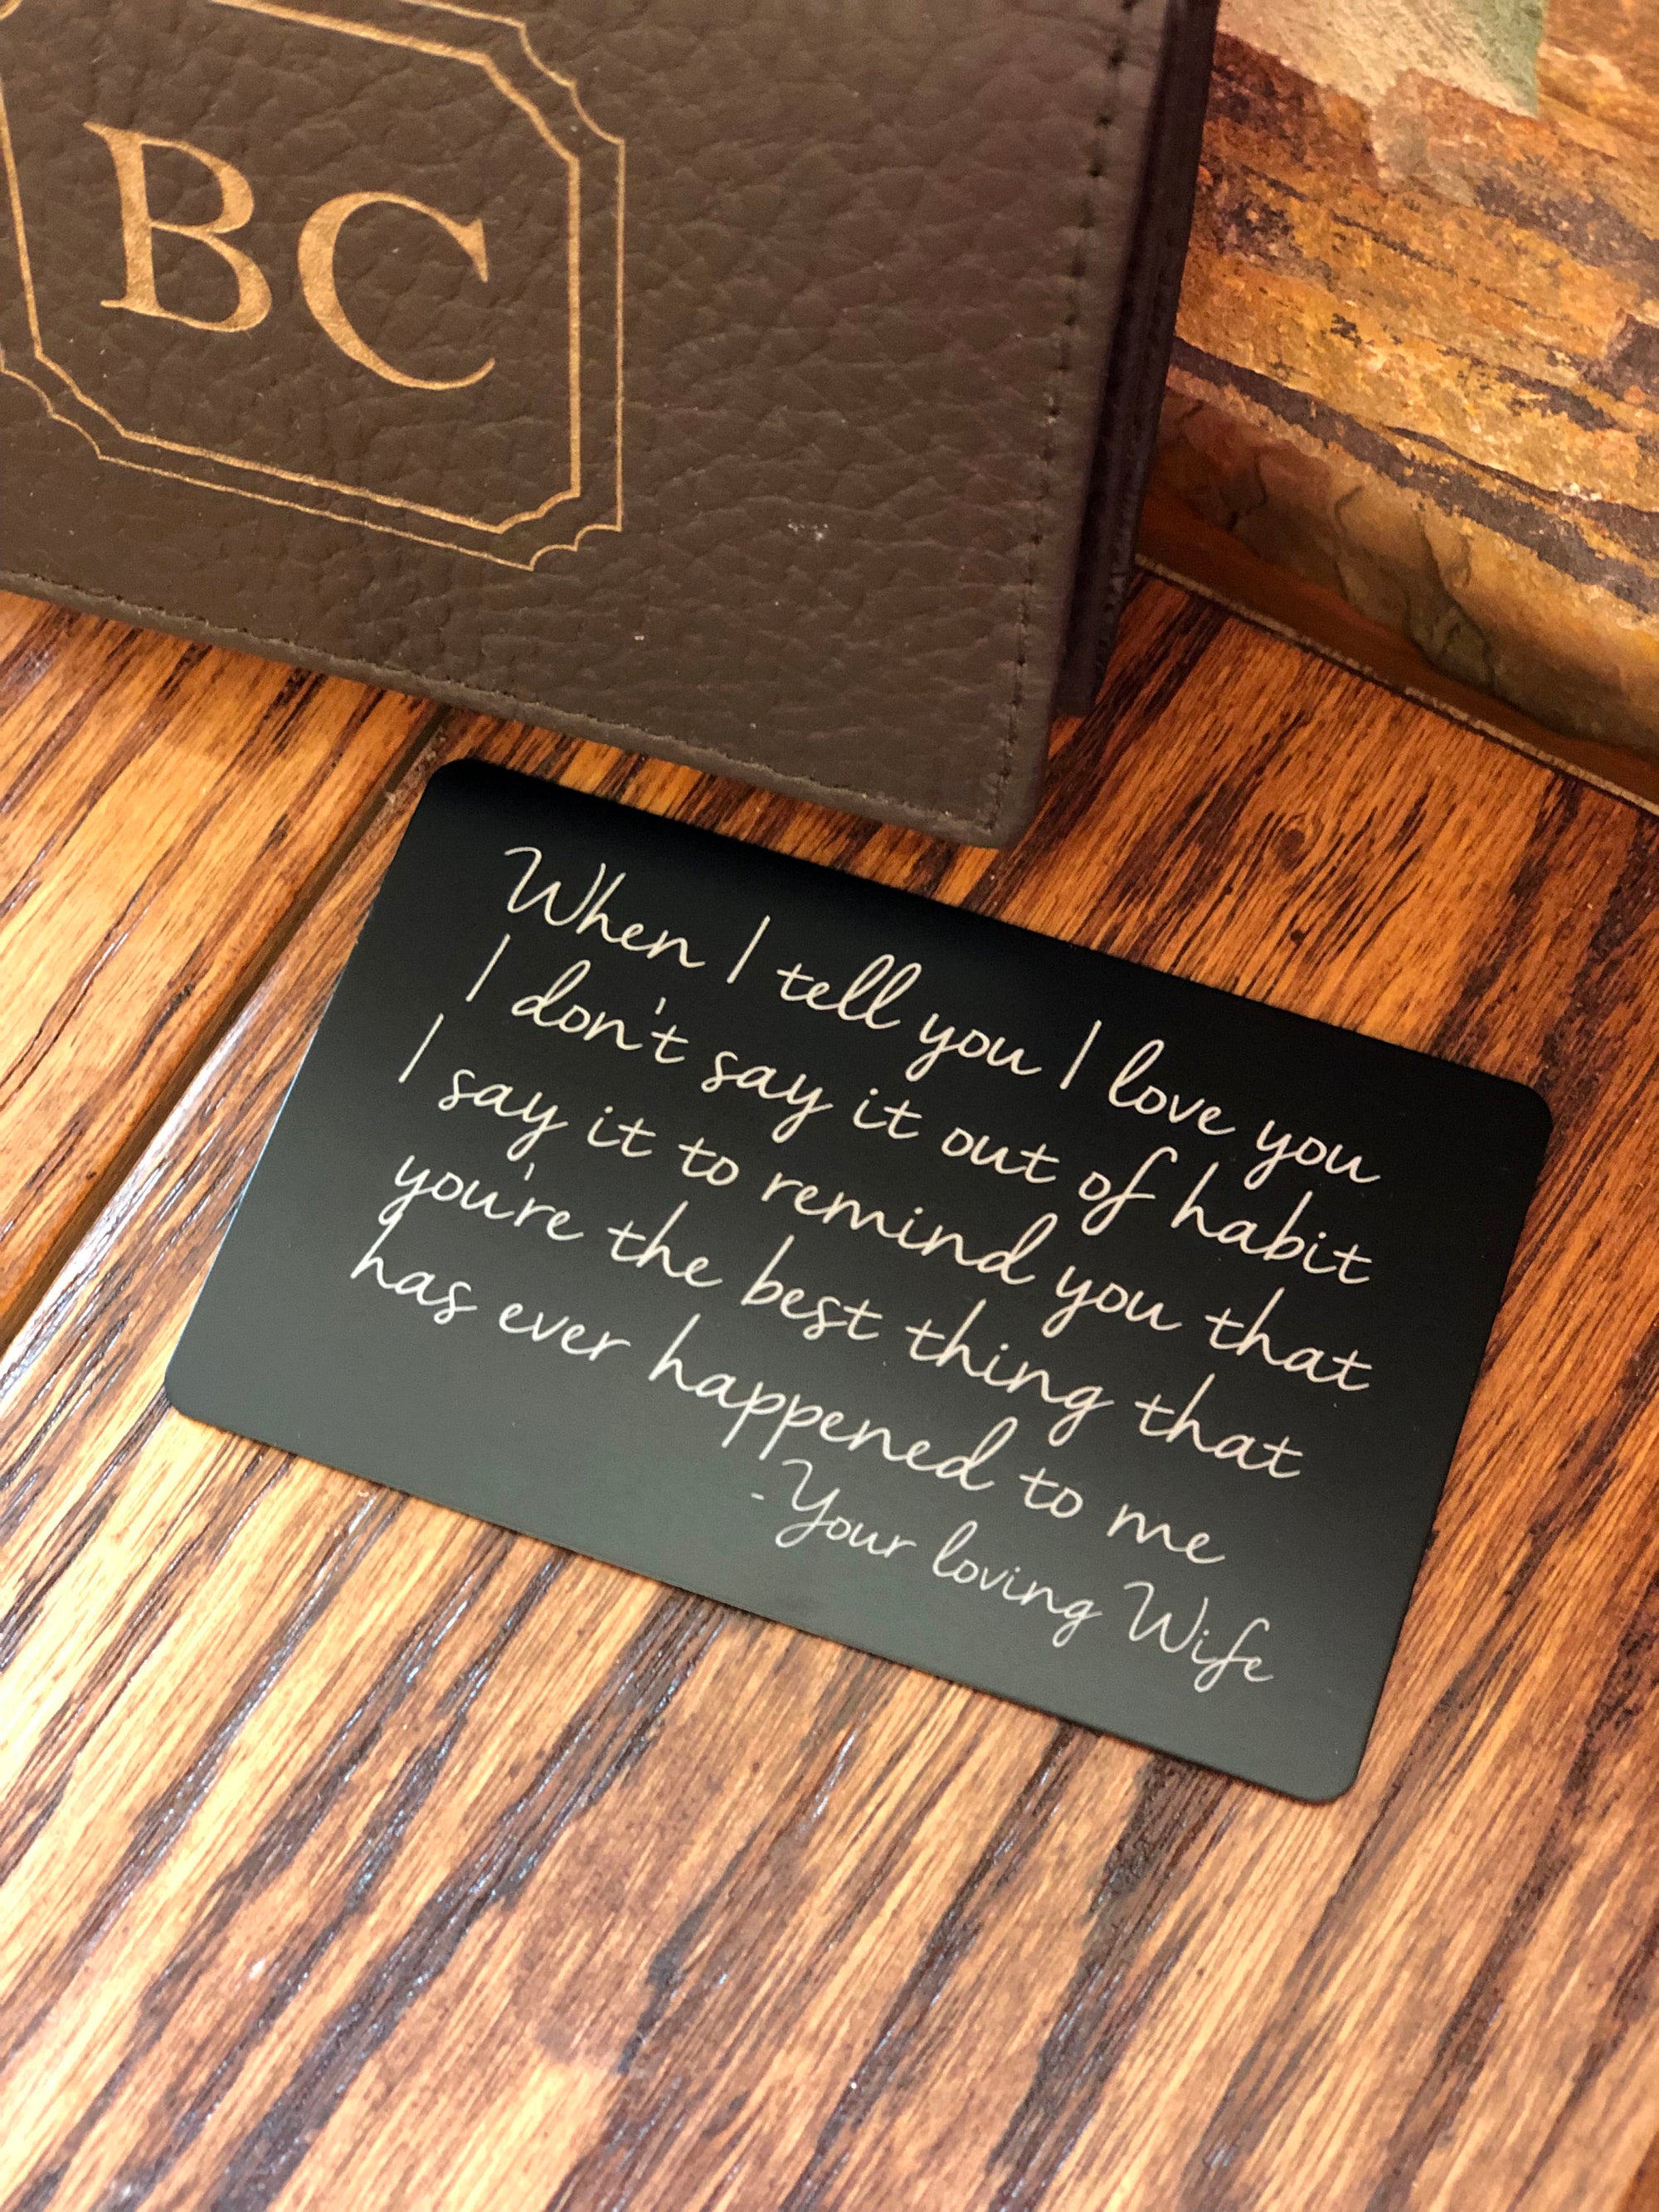 BC
When I tell you I love you
I don't say it out of habit
I say it to remind you that
you're the best thing that
has ever happened to me
-Your loving Wife